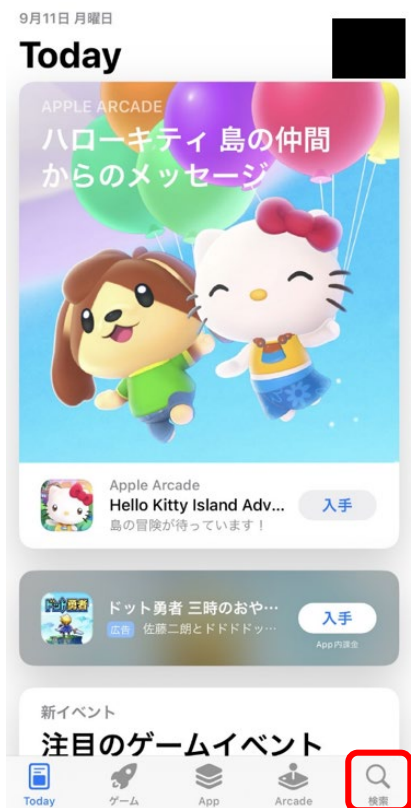 9月11日 月曜日
Today
APPLE ARCADE
ハローキティ 島の仲間
からのメッセージ
Apple Arcade
Hello Kitty Island Adv...
島の冒険が待っています！
入手
ドット勇者
ドット勇者 三時のおや…
広告 佐藤二朗とドドドドッ…
入手
App内課金
新イベント
注目のゲームイベント
Today
ゲーム
App
Arcade
検索